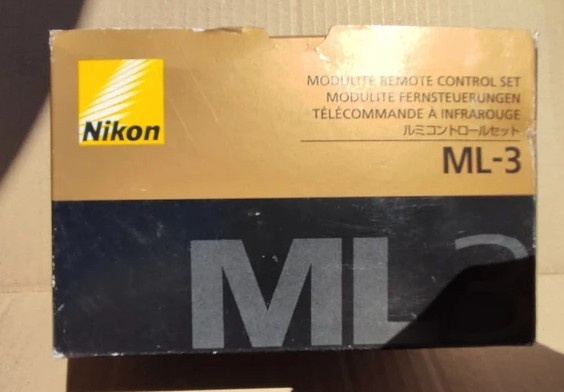 Nikon
MODULITE REMOTE CONTROL SET
MODULITE FERNSTEUERUNGEN
TÉLÉCOMMANDE À INFRAROUGE
ルミコントロールセット
ML-3
ML3